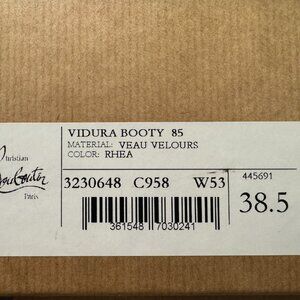 VIDURA BOOTY 85
MATERIAL: VEAU VELOURS
COLOR: RHEA
Christian
Louboutin
Paris
3230648 C958 W53
445691
38.5
361548 7030241